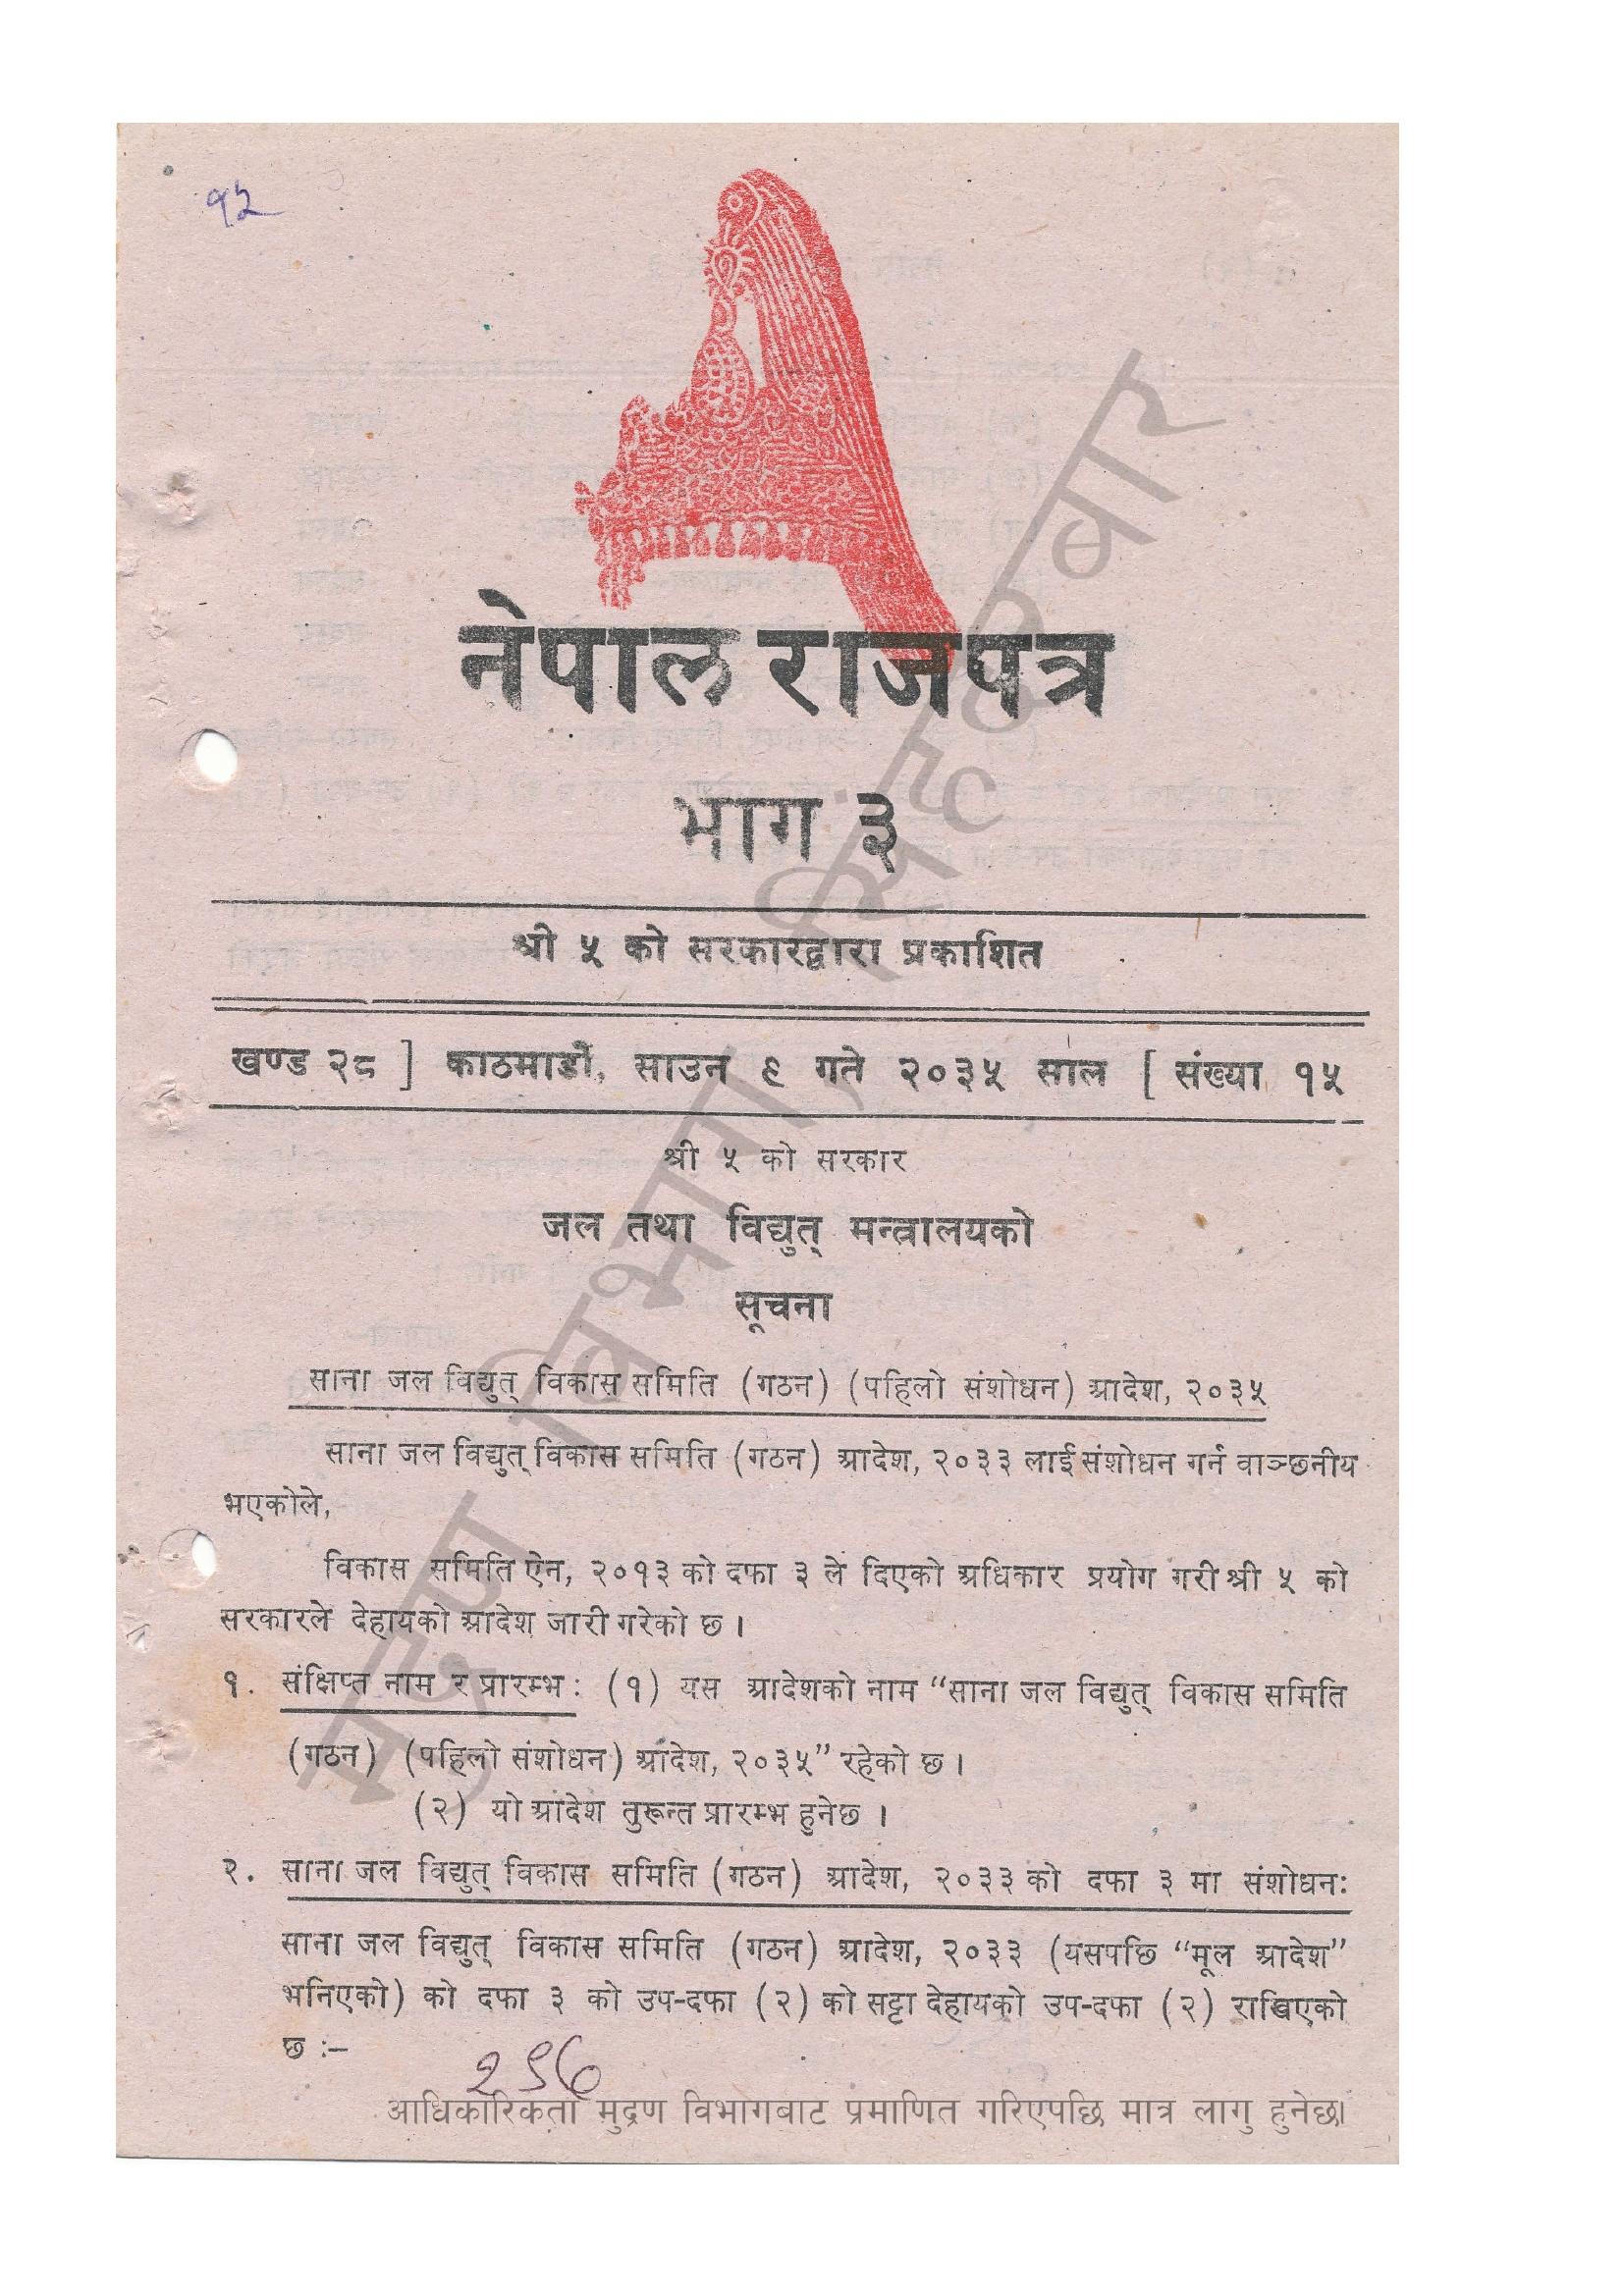 १२
नेपाल राजपत्र
भाग ३
श्री ५ को सरकारद्वारा प्रकाशित
खण्ड २८ ] काठमाडौं, साउन ९ गते २०३५ साल [ संख्या १५
श्री ५ को सरकार
जल तथा विद्युत् मन्त्रालयको
सूचना
साना जल विद्युत् विकास समिति (गठन) (पहिलो संशोधन) आदेश, २०३५
साना जल विद्युत् विकास समिति (गठन) आदेश, २०३३ लाई संशोधन गर्न वाञ्छनीय
भएकोले,
विकास समिति ऐन, २०१३ को दफा ३ ले दिएको अधिकार प्रयोग गरी श्री ५ को
सरकारले देहायको आदेश जारी गरेको छ ।
१. संक्षिप्त नाम र प्रारम्भ: (१) यस आदेशको नाम “साना जल विद्युत् विकास समिति
(गठन) (पहिलो संशोधन) आदेश, २०३५” रहेको छ ।
(२) यो आदेश तुरून्त प्रारम्भ हुनेछ ।
२. साना जल विद्युत् विकास समिति (गठन) आदेश, २०३३ को दफा ३ मा संशोधन:
साना जल विद्युत् विकास समिति (गठन) आदेश, २०३३ (यसपछि “मूल आदेश”
भनिएको) को दफा ३ को उप-दफा (२) को सट्टा देहायको उप-दफा (२) राखिएको
छ :–
आधिकारिकता मुद्रण विभागबाट प्रमाणित गरिएपछि मात्र लागु हुनेछ।
मुद्रण विभाग, सिंहदरबार